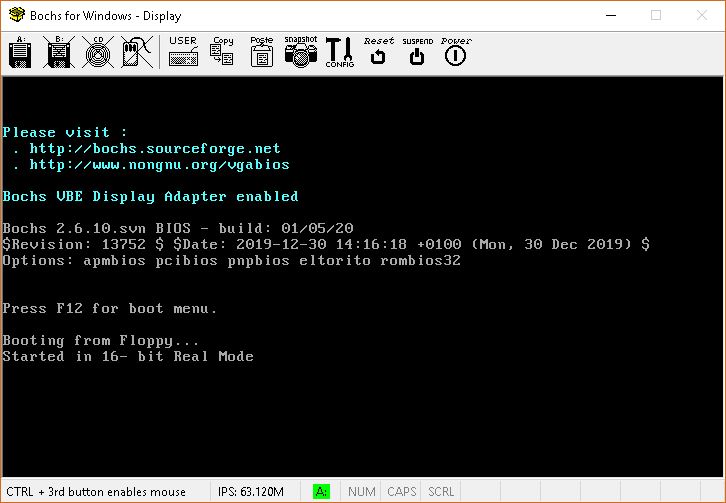 Bochs for Windows - Display
A: B: CD USER Copy Paste snapshot CONFIG Reset SUSPEND Power
Please visit :
. http://bochs.sourceforge.net
. http://www.nongnu.org/vgabios
Bochs VBE Display Adapter enabled
Bochs 2.6.10.svn BIOS - build: 01/05/20
$Revision: 13752 $ $Date: 2019-12-30 14:16:18 +0100 (Mon, 30 Dec 2019) $
Options: apmbios pcibios pnpbios eltorito rombios32
Press F12 for boot menu.
Booting from Floppy...
Started in 16- bit Real Mode
CTRL + 3rd button enables mouse IPS: 63.120M A: NUM CAPS SCRL